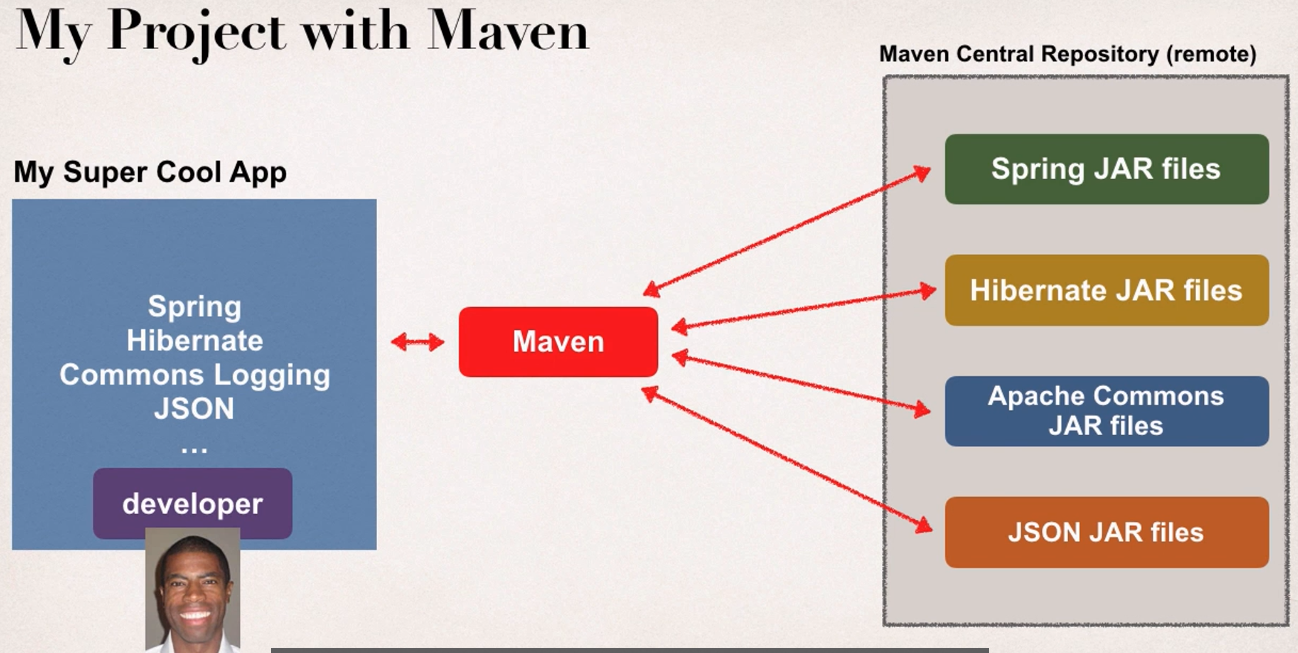 My Project with Maven
Maven Central Repository (remote)
My Super Cool App
Spring
Hibernate
Commons Logging
JSON
...
developer
Maven
Spring JAR files
Hibernate JAR files
Apache Commons
JAR files
JSON JAR files